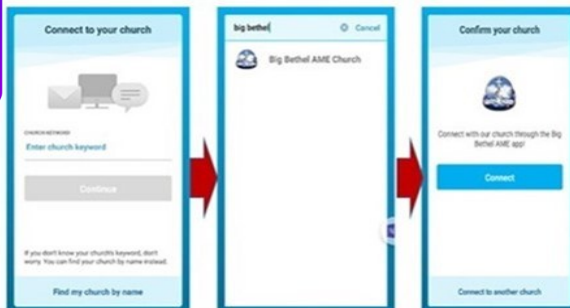 Connect to your church
CHURCH KEYWORD
Enter church keyword
Continue
If you don't know your church's keyword, don't
worry. You can find your church by name instead.
Find my church by name
big bethel
Cancel
Big Bethel AME Church
Confirm your church
Connect with our church through the Big
Bethel AME app!
Connect
Connect to another church